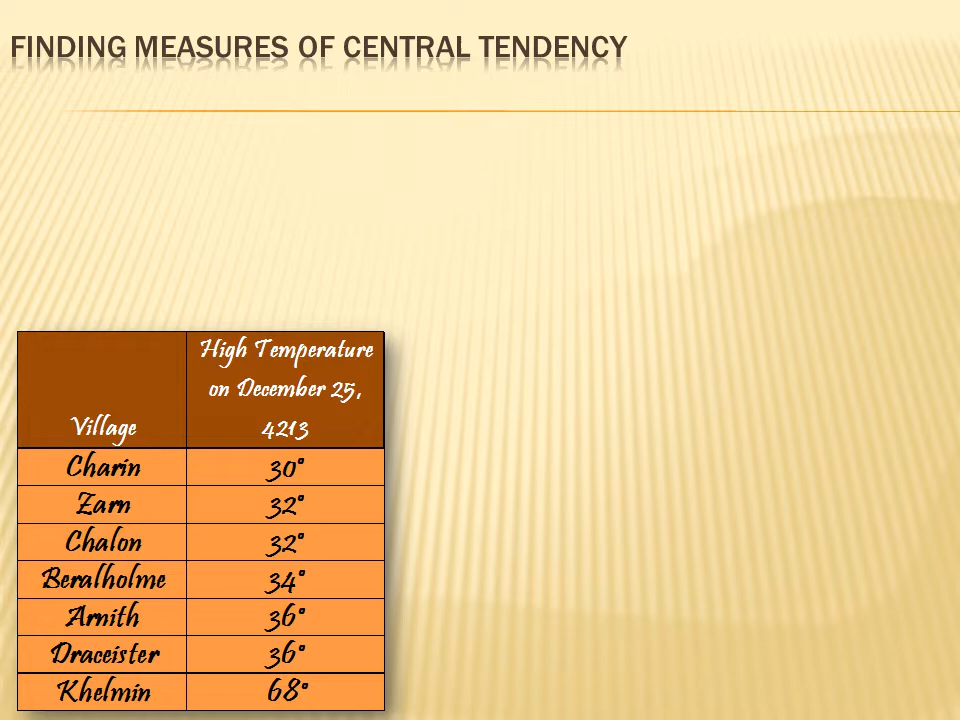 FINDING MEASURES OF CENTRAL TENDENCY
Village
High Temperature
on December 25,
4213
Charin 30°
Zarn 32°
Chalon 32°
Beralholme 34°
Arnith 36°
Draceister 36°
Khelmin 68°